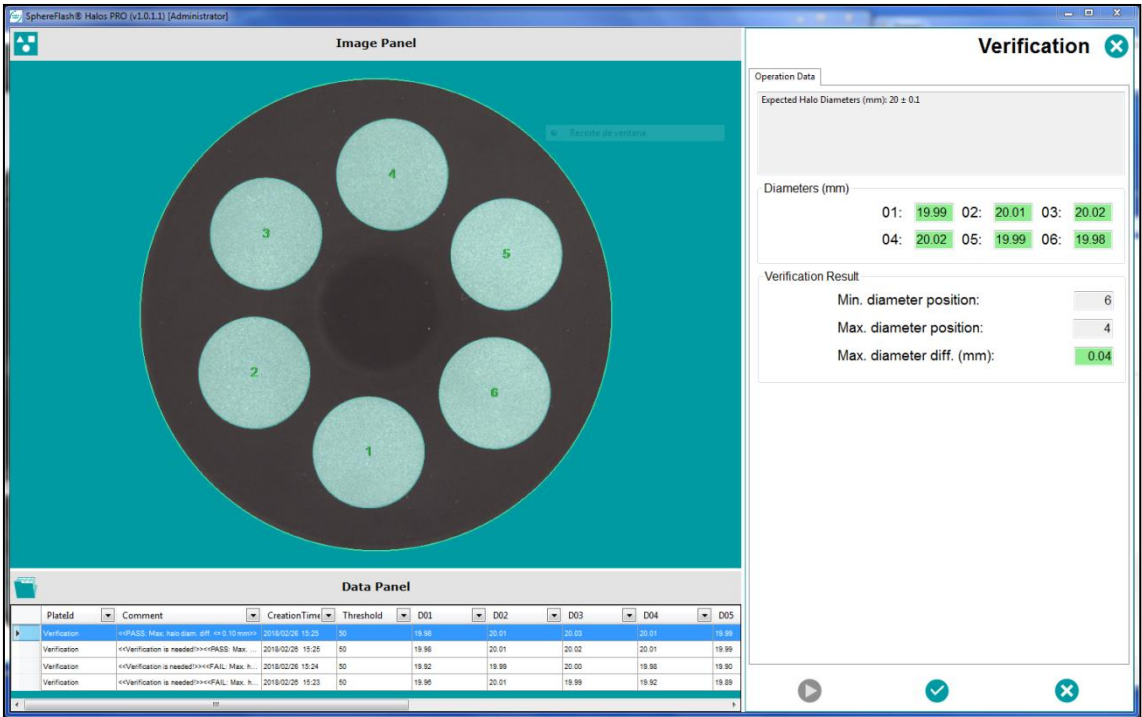 SphereFlash® Halos PRO (v1.0.1.1) [Administrator]
Image Panel
Recorte de ventana
4
3
5
2
6
1
Verification
Operation Data
Expected Halo Diameters (mm): 20 ± 0.1
Diameters (mm)
01: 19.99 02: 20.01 03: 20.02
04: 20.02 05: 19.99 06: 19.98
Verification Result
Min. diameter position: 6
Max. diameter position: 4
Max. diameter diff. (mm): 0.04
Data Panel
PlateId Comment CreationTime Threshold D01 D02 D03 D04 D05
Verification <<PASS: Max. halo diam. diff. <= 0.10 mm>> 2018/02/26 15:25 50 19.98 20.01 20.03 20.01 19.99
Verification <<Verification is needed!>><<PASS: Max. ... 2018/02/26 15:25 50 19.98 20.01 20.02 20.01 19.99
Verification <<Verification is needed!>><<FAIL: Max. h... 2018/02/26 15:24 50 19.92 19.99 20.00 19.98 19.90
Verification <<Verification is needed!>><<FAIL: Max. h... 2018/02/26 15:23 50 19.96 20.01 19.99 19.92 19.89